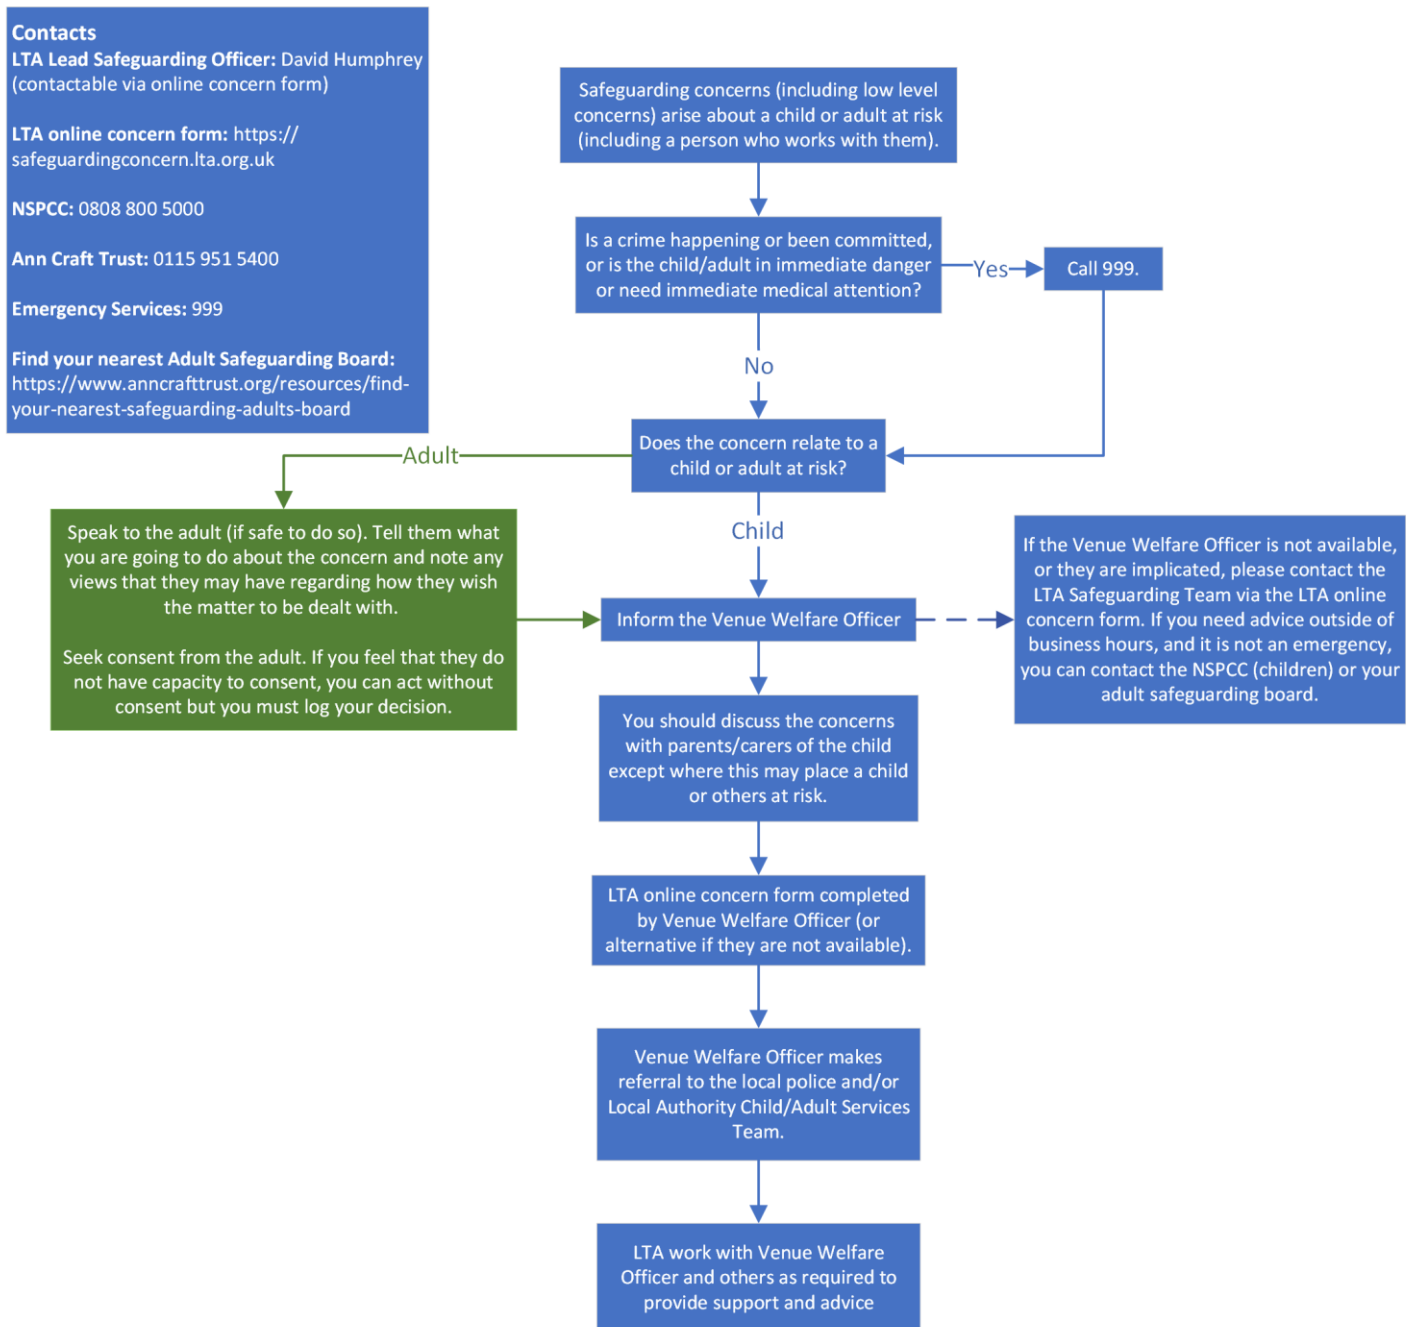 Contacts
LTA Lead Safeguarding Officer: David Humphrey
(contactable via online concern form)
LTA online concern form: https://
safeguardingconcern.lta.org.uk
NSPCC: 0808 800 5000
Ann Craft Trust: 0115 951 5400
Emergency Services: 999
Find your nearest Adult Safeguarding Board:
https://www.anncrafttrust.org/resources/find-
your-nearest-safeguarding-adults-board
Safeguarding concerns (including low level
concerns) arise about a child or adult at risk
(including a person who works with them).
Is a crime happening or been committed,
or is the child/adult in immediate danger
or need immediate medical attention?
Yes
Call 999.
No
Does the concern relate to a
child or adult at risk?
Adult
Speak to the adult (if safe to do so). Tell them what
you are going to do about the concern and note any
views that they may have regarding how they wish
the matter to be dealt with.
Seek consent from the adult. If you feel that they do
not have capacity to consent, you can act without
consent but you must log your decision.
Child
Inform the Venue Welfare Officer
If the Venue Welfare Officer is not available,
or they are implicated, please contact the
LTA Safeguarding Team via the LTA online
concern form. If you need advice outside of
business hours, and it is not an emergency,
you can contact the NSPCC (children) or your
adult safeguarding board.
You should discuss the concerns
with parents/carers of the child
except where this may place a child
or others at risk.
LTA online concern form completed
by Venue Welfare Officer (or
alternative if they are not available).
Venue Welfare Officer makes
referral to the local police and/or
Local Authority Child/Adult Services
Team.
LTA work with Venue Welfare
Officer and others as required to
provide support and advice